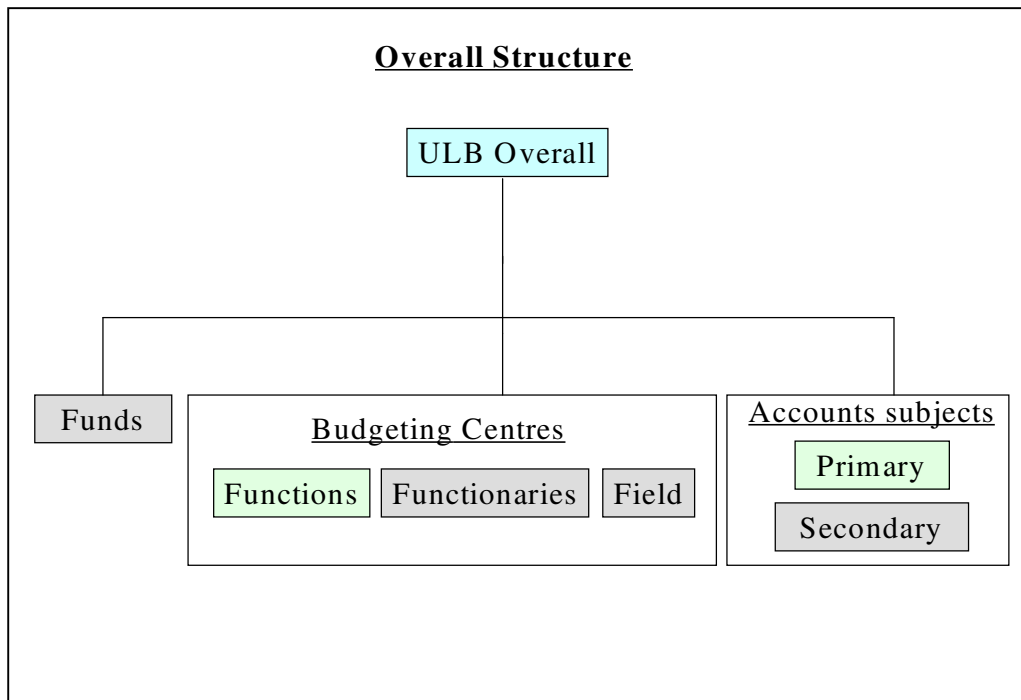 Overall Structure
ULB Overall
Funds
Budgeting Centres
Functions
Functionaries
Field
Accounts subjects
Primary
Secondary